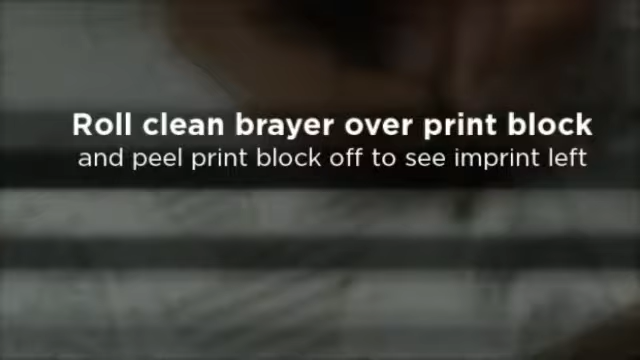 Roll clean brayer over print block
and peel print block off to see imprint left